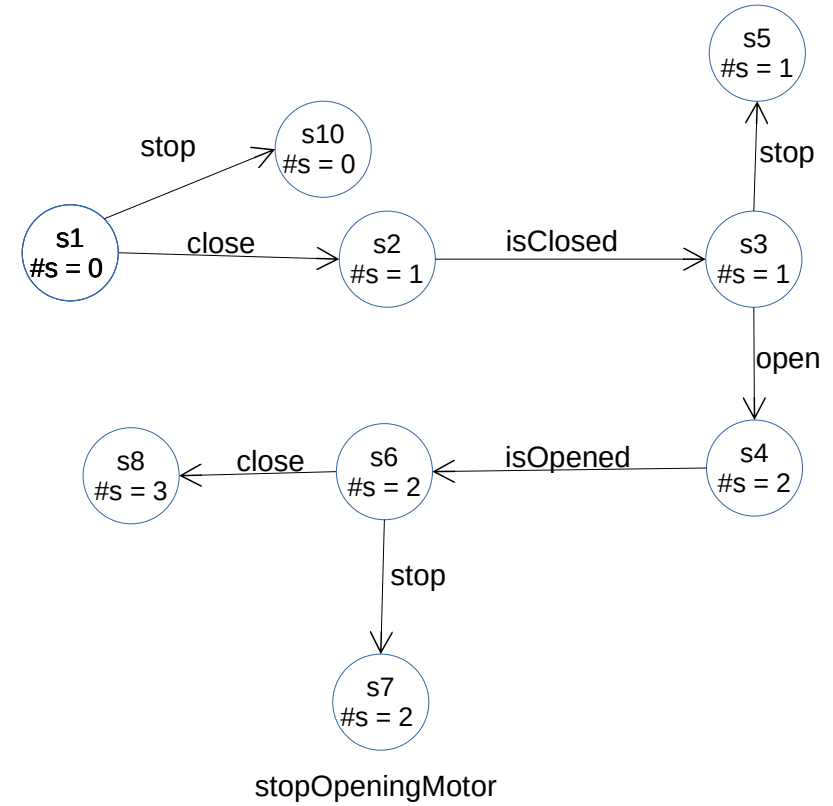 s5
#s = 1
stop
s10
#s = 0
stop
s1
#s = 0
close
s2
#s = 1
isClosed
s3
#s = 1
open
s8
#s = 3
close
s6
#s = 2
isOpened
s4
#s = 2
stop
s7
#s = 2
stopOpeningMotor